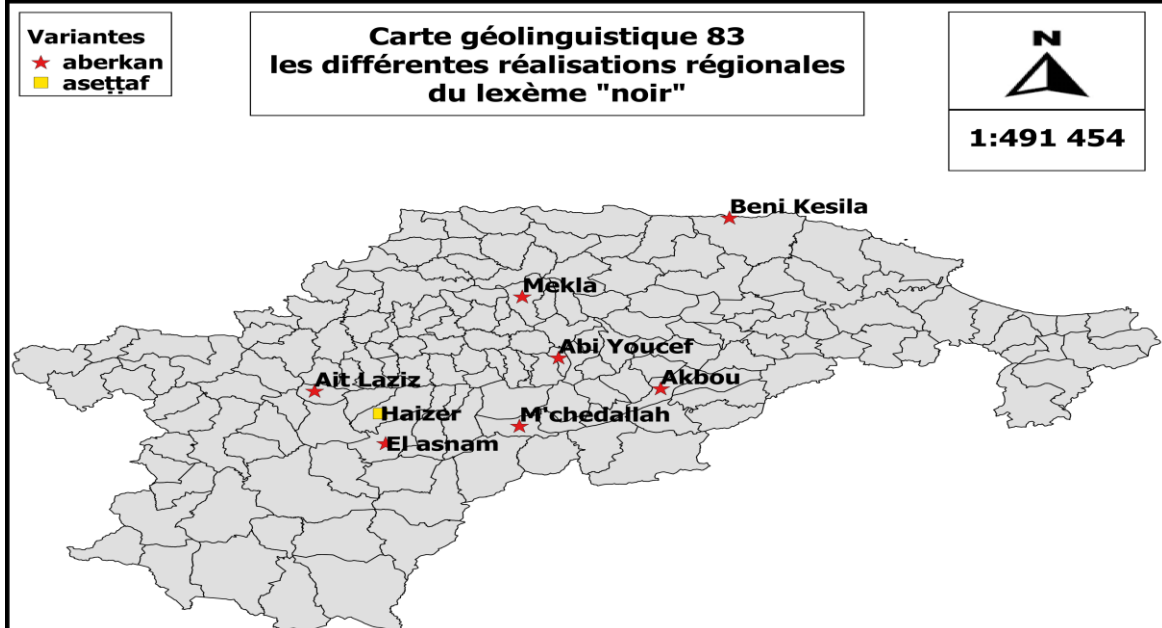 Variantes
aberkan
aseṭṭaf
Carte géolinguistique 83
les différentes réalisations régionales
du lexème "noir"
N
1:491 454
Beni Kesila
Mekla
Abi Youcef
Akbou
Ait Laziz
Haizer
M'chedallah
El asnam